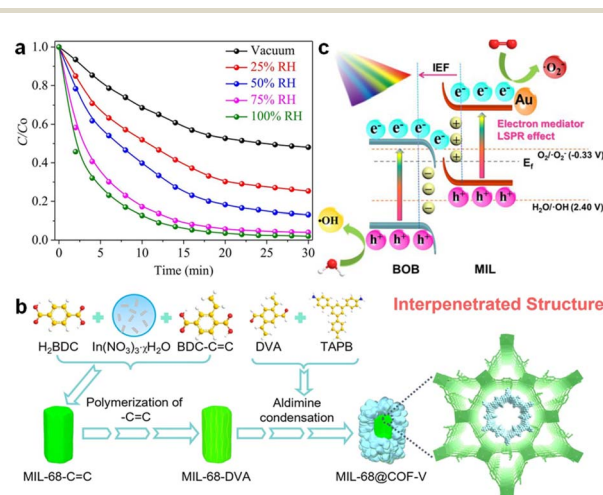 a
C/Co
1.0
0.8
0.6
0.4
0.2
0.0
0 5 10 15 20 25 30
Time (min)
Vacuum
25% RH
50% RH
75% RH
100% RH
c
IEF
·O₂⁻
e⁻ e⁻ e⁻
Au
e⁻ e⁻ e⁻ e⁻
Electron mediator
LSPR effect
O₂/·O₂⁻ (-0.33 V)
E_f
h⁺ h⁺ h⁺
H₂O/·OH (2.40 V)
·OH
h⁺ h⁺ h⁺
BOB MIL
b
H₂BDC In(NO₃)₃·χH₂O BDC-C=C DVA TAPB
Interpenetrated Structure
Polymerization of
-C=C
Aldimine
condensation
MIL-68-C=C MIL-68-DVA MIL-68@COF-V